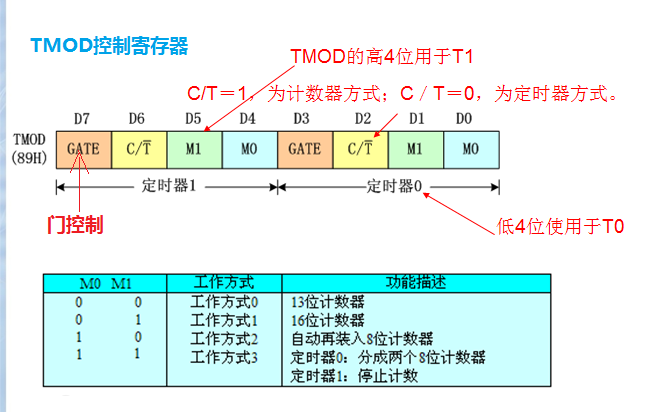 TMOD控制寄存器
TMOD的高4位用于T1
C/T＝1，为计数器方式；C / T＝0，为定时器方式。
D7 D6 D5 D4 D3 D2 D1 D0
TMOD GATE C/T̅ M1 M0 GATE C/T̅ M1 M0
(89H)
定时器1 定时器0
门控制 低4位使用于T0
M0 M1 工作方式 功能描述
0 0 工作方式0 13位计数器
0 1 工作方式1 16位计数器
1 0 工作方式2 自动再装入8位计数器
1 1 工作方式3 定时器0：分成两个8位计数器
定时器1：停止计数